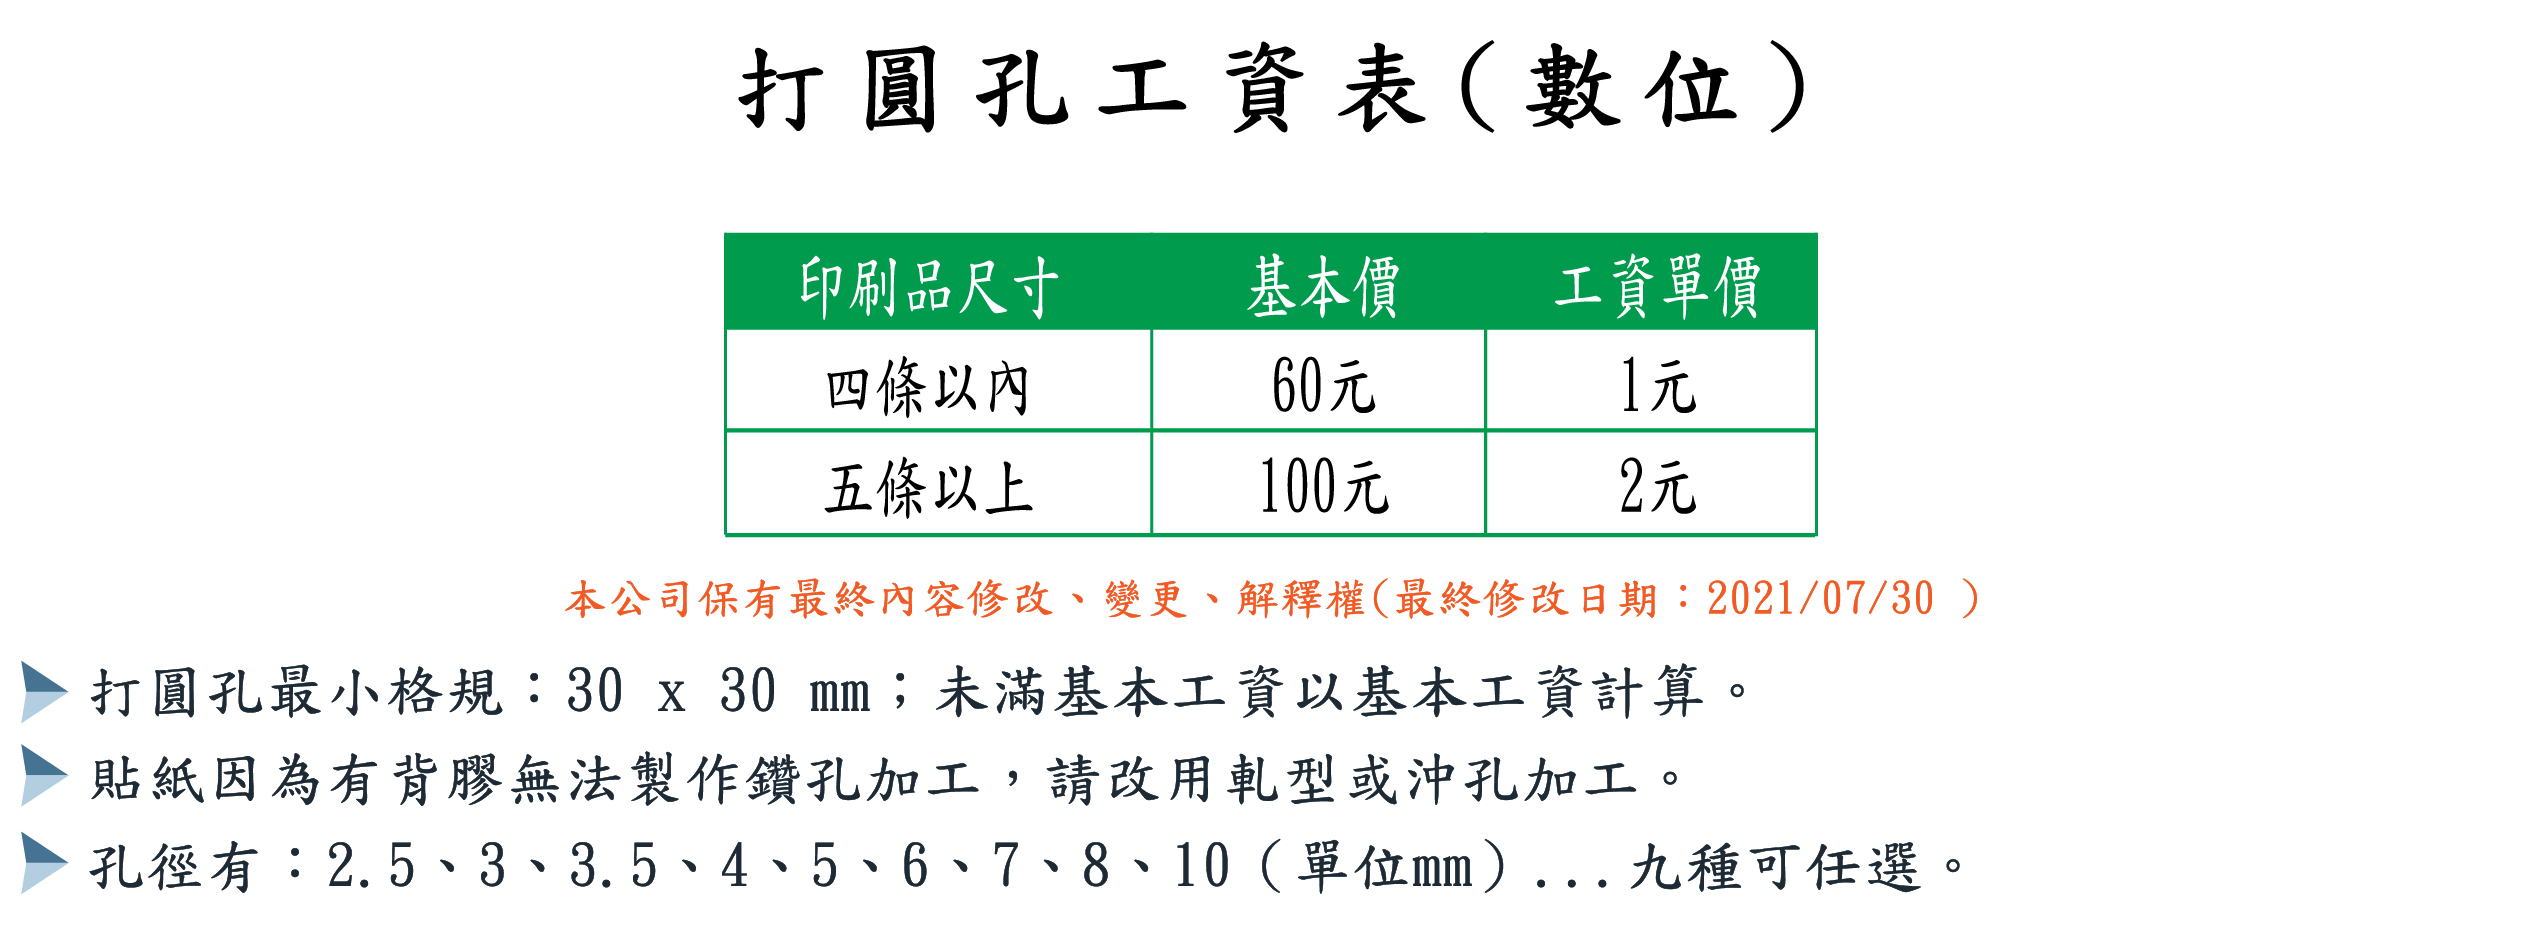 打圓孔工資表(數位)
印刷品尺寸 基本價 工資單價
四條以內 60元 1元
五條以上 100元 2元
本公司保有最終內容修改、變更、解釋權(最終修改日期：2021/07/30 )
打圓孔最小格規：30 x 30 mm；未滿基本工資以基本工資計算。
貼紙因為有背膠無法製作鑽孔加工，請改用軋型或沖孔加工。
孔徑有：2.5、3、3.5、4、5、6、7、8、10（單位mm）...九種可任選。